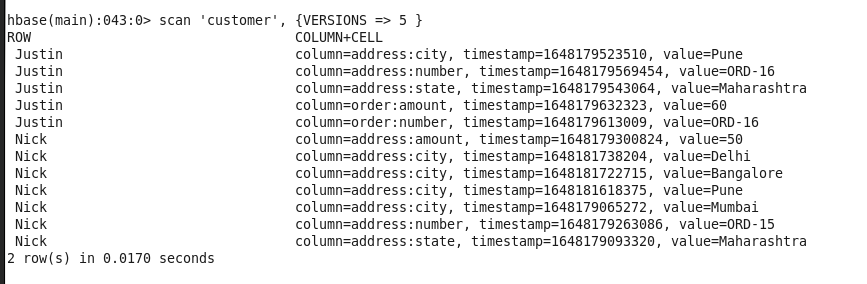 hbase(main):043:0> scan 'customer', {VERSIONS => 5 }
ROW                                 COLUMN+CELL
 Justin                             column=address:city, timestamp=1648179523510, value=Pune
 Justin                             column=address:number, timestamp=1648179569454, value=ORD-16
 Justin                             column=address:state, timestamp=1648179543064, value=Maharashtra
 Justin                             column=order:amount, timestamp=1648179632323, value=60
 Justin                             column=order:number, timestamp=1648179613009, value=ORD-16
 Nick                               column=address:amount, timestamp=1648179300824, value=50
 Nick                               column=address:city, timestamp=1648181738204, value=Delhi
 Nick                               column=address:city, timestamp=1648181722715, value=Bangalore
 Nick                               column=address:city, timestamp=1648181618375, value=Pune
 Nick                               column=address:city, timestamp=1648179065272, value=Mumbai
 Nick                               column=address:number, timestamp=1648179263086, value=ORD-15
 Nick                               column=address:state, timestamp=1648179093320, value=Maharashtra
2 row(s) in 0.0170 seconds